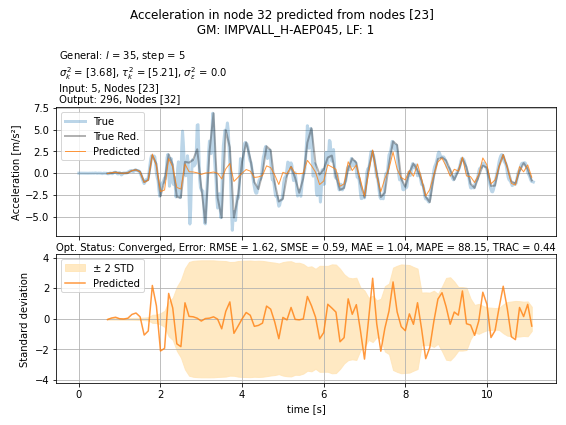 Acceleration in node 32 predicted from nodes [23]
GM: IMPVALL_H-AEP045, LF: 1
General: l = 35, step = 5
σ²ₖ = [3.68], τ²ₖ = [5.21], σ²ε = 0.0
Input: 5, Nodes [23]
Output: 296, Nodes [32]
7.5
5.0
2.5
0.0
−2.5
−5.0
Acceleration [m/s²]
True
True Red.
Predicted
Opt. Status: Converged, Error: RMSE = 1.62, SMSE = 0.59, MAE = 1.04, MAPE = 88.15, TRAC = 0.44
4
2
0
−2
−4
Standard deviation
± 2 STD
Predicted
0 2 4 6 8 10
time [s]